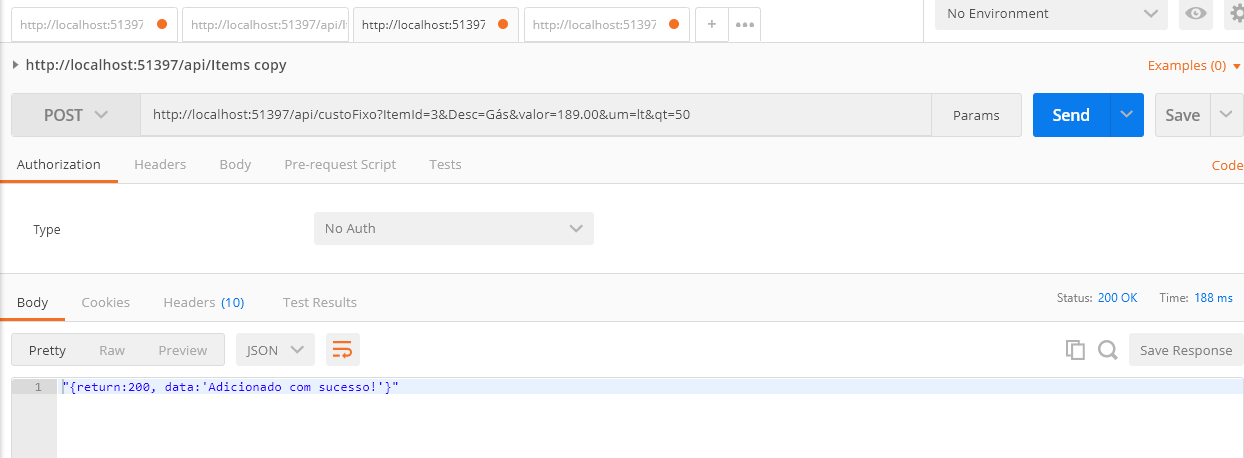 http://localhost:51397 http://localhost:51397/api/I http://localhost:51397 http://localhost:51397 + ••• No Environment
http://localhost:51397/api/Items copy Examples (0)
POST http://localhost:51397/api/custoFixo?ItemId=3&Desc=Gás&valor=189.00&um=lt&qt=50 Params Send Save
Authorization Headers Body Pre-request Script Tests Code
Type No Auth
Body Cookies Headers (10) Test Results Status: 200 OK Time: 188 ms
Pretty Raw Preview JSON Save Response
1 "{return:200, data:'Adicionado com sucesso!'}"